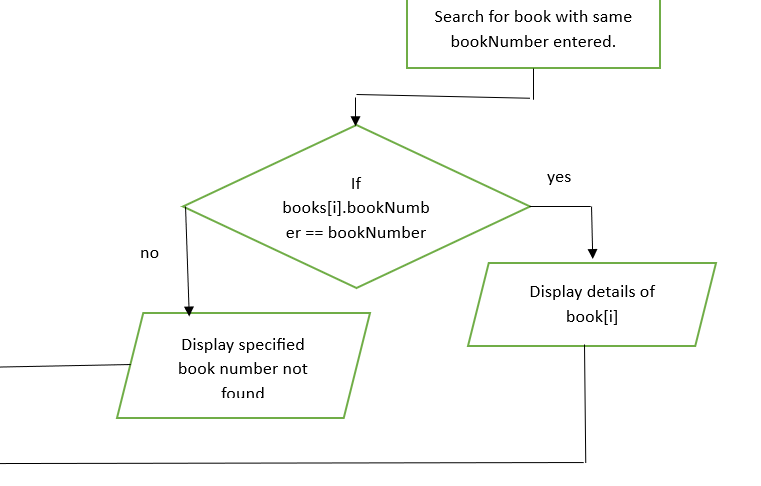 Search for book with same
bookNumber entered.
If
books[i].bookNumb
er == bookNumber
yes
no
Display details of
book[i]
Display specified
book number not
found